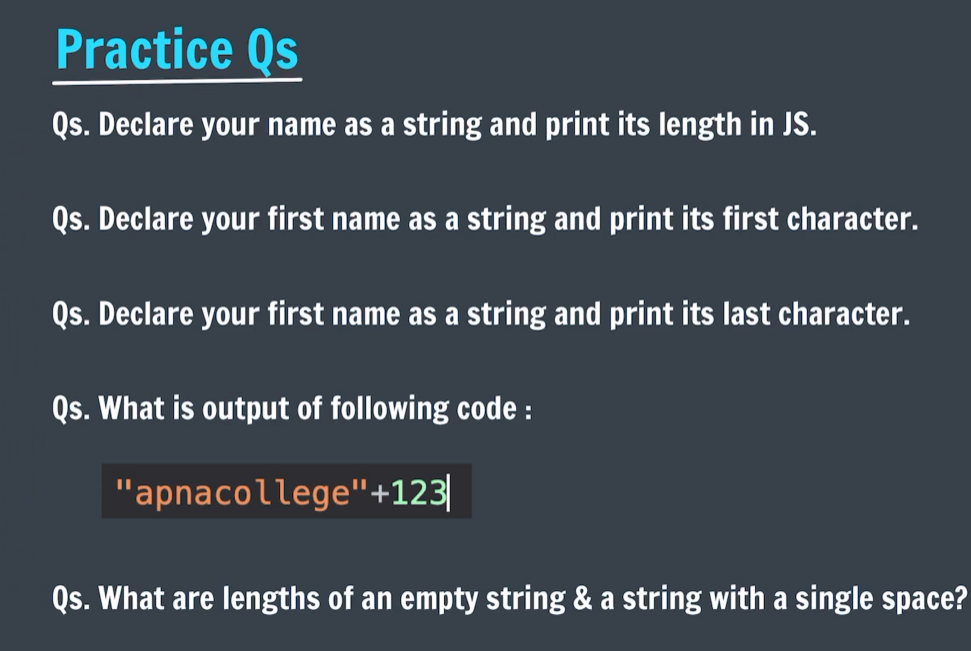 Practice Qs
Qs. Declare your name as a string and print its length in JS.
Qs. Declare your first name as a string and print its first character.
Qs. Declare your first name as a string and print its last character.
Qs. What is output of following code :
"apnacollege"+123
Qs. What are lengths of an empty string & a string with a single space?